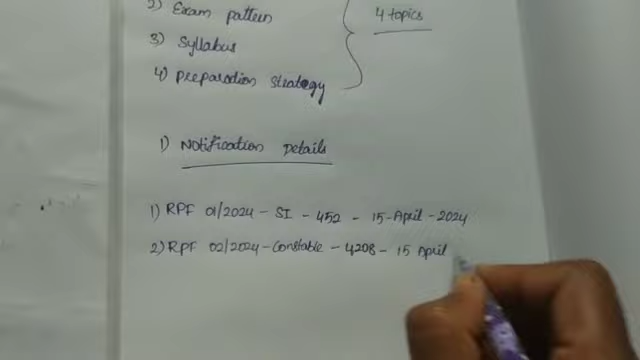 2) Exam pattern
3) Syllabus
4) Preparation strategy
4 topics
1) Notification Details
1) RPF 01/2024 - SI - 452 - 15-April-2024
2) RPF 02/2024 - Constable - 4208 - 15 April